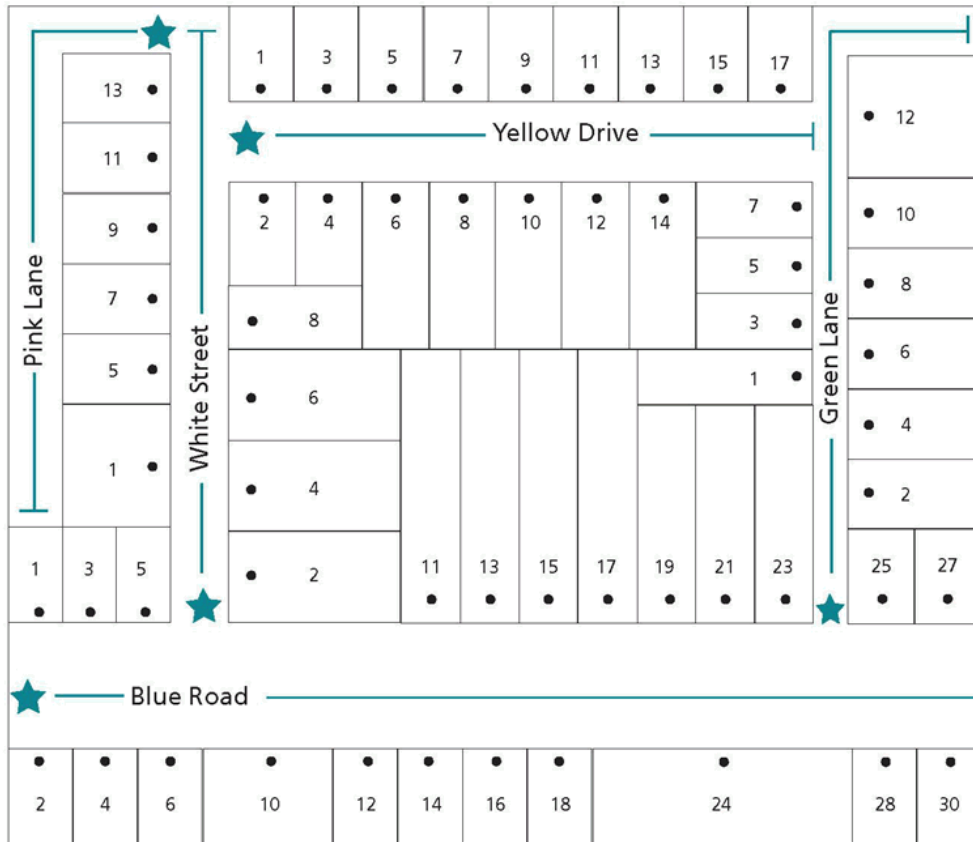 1 3 5 7 9 11 13 15 17
Yellow Drive
13
11
9
7
5
1
Pink Lane
White Street
2 4 6 8 10 12 14
8
6
4
2
7
5
3
1
Green Lane
12
10
8
6
4
2
1 3 5
11 13 15 17 19 21 23
25 27
Blue Road
2 4 6 10 12 14 16 18 24 28 30